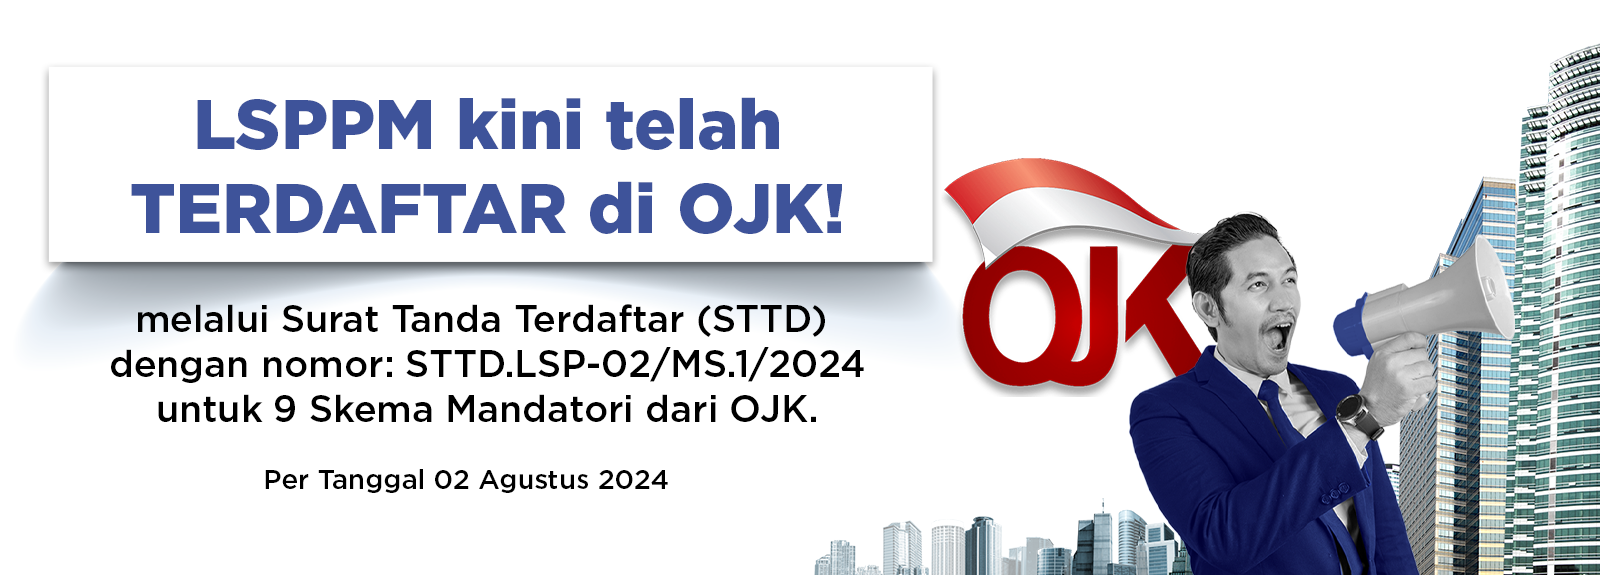 LSPPM kini telah
TERDAFTAR di OJK!
melalui Surat Tanda Terdaftar (STTD)
dengan nomor: STTD.LSP-02/MS.1/2024
untuk 9 Skema Mandatori dari OJK.
Per Tanggal 02 Agustus 2024
OJK